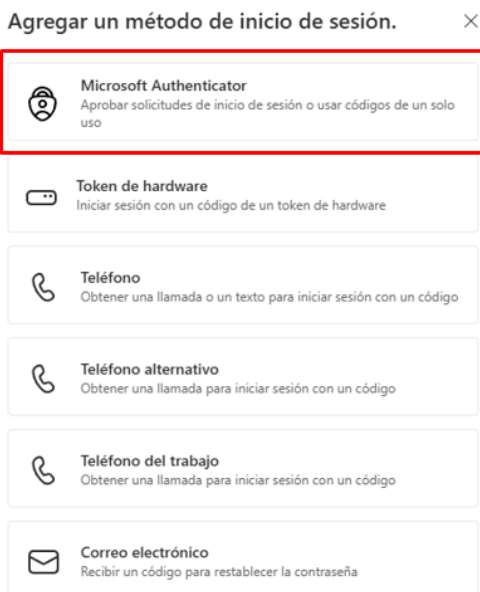 Agregar un método de inicio de sesión.
Microsoft Authenticator
Aprobar solicitudes de inicio de sesión o usar códigos de un solo
uso
Token de hardware
Iniciar sesión con un código de un token de hardware
Teléfono
Obtener una llamada o un texto para iniciar sesión con un código
Teléfono alternativo
Obtener una llamada para iniciar sesión con un código
Teléfono del trabajo
Obtener una llamada para iniciar sesión con un código
Correo electrónico
Recibir un código para restablecer la contraseña